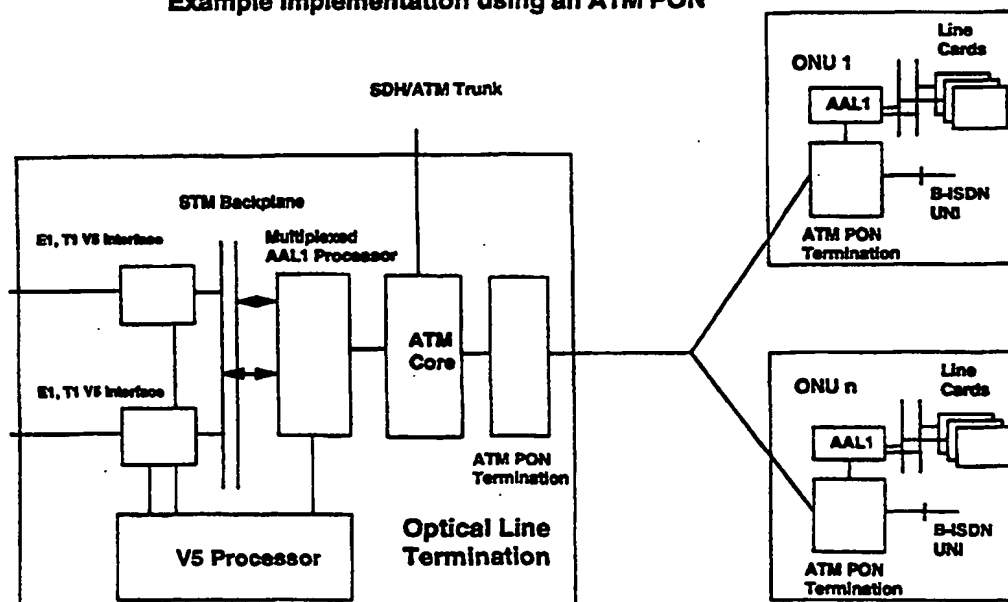 Example Implementation using an ATM PON
SDH/ATM Trunk
STM Backplane
E1, T1 V5 Interface
Multiplexed
AAL1 Processor
ATM
Core
E1, T1 V5 Interface
ATM PON
Termination
V5 Processor
Optical Line
Termination
ONU 1
Line
Cards
AAL1
B-ISDN
UNI
ATM PON
Termination
ONU n
Line
Cards
AAL1
B-ISDN
UNI
ATM PON
Termination